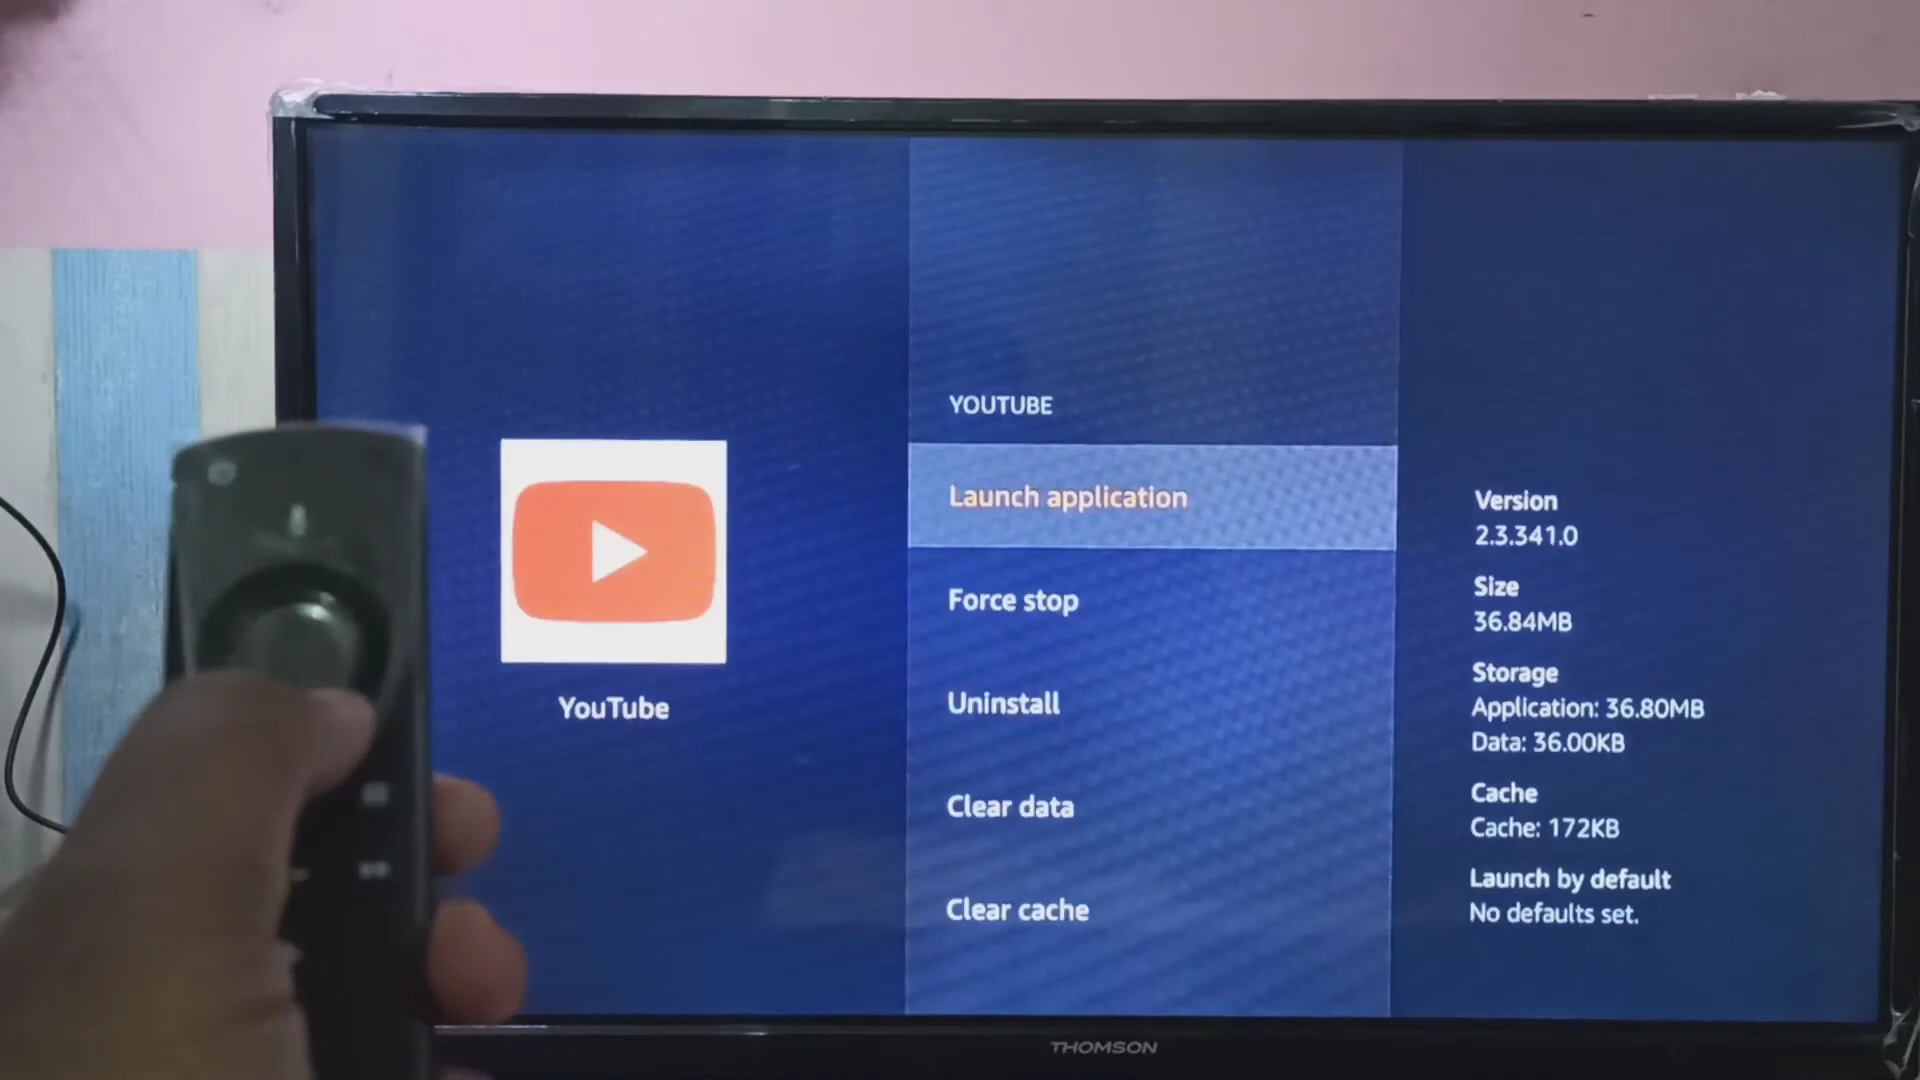 YOUTUBE
Launch application
Force stop
Uninstall
Clear data
Clear cache
YouTube
Version
2.3.341.0
Size
36.84MB
Storage
Application: 36.80MB
Data: 36.00KB
Cache
Cache: 172KB
Launch by default
No defaults set.
THOMSON